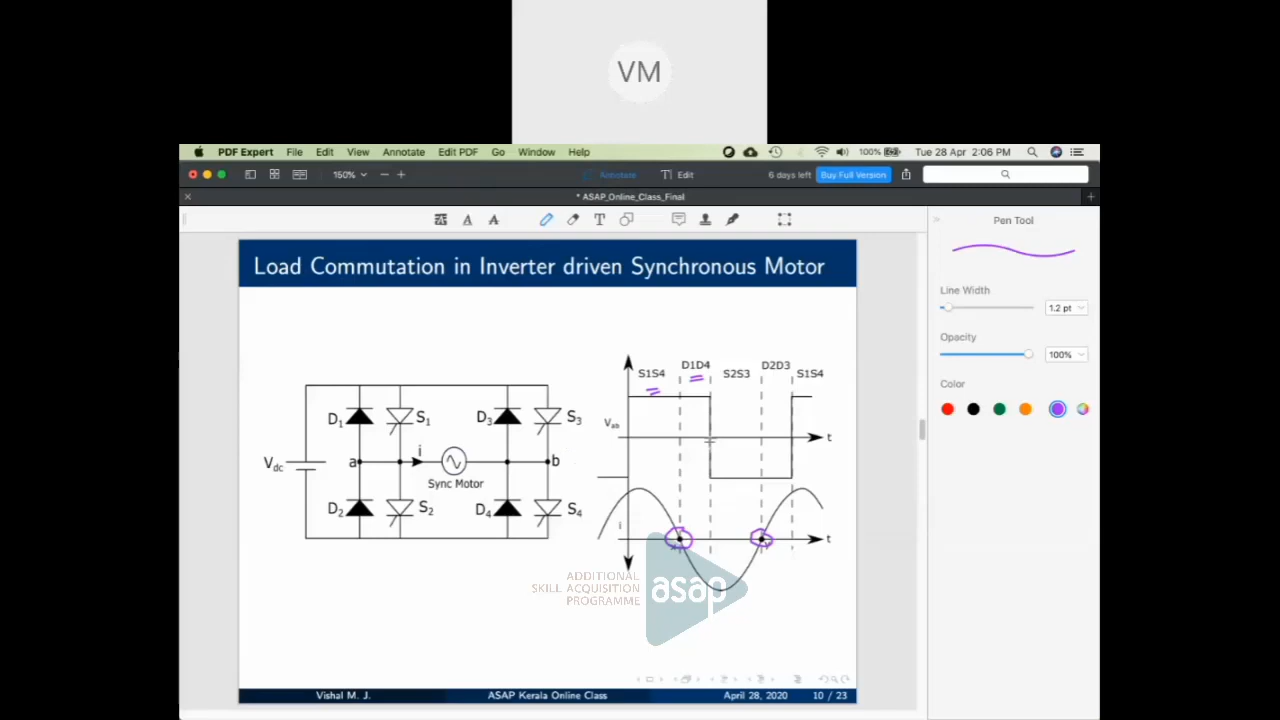 VM
PDF Expert File Edit View Annotate Edit PDF Go Window Help 100% Tue 28 Apr 2:06 PM
150% Annotate Edit 6 days left Buy Full Version
* ASAP_Online_Class_Final
Pen Tool
Line Width
1.2 pt
Opacity
100%
Color
Load Commutation in Inverter driven Synchronous Motor
S1S4 D1D4 S2S3 D2D3 S1S4
Vab t
D1 S1 D3 S3
Vdc a i b
Sync Motor
D2 S2 D4 S4
i t
ADDITIONAL
SKILL ACQUISITION
PROGRAMME
asap
Vishal M. J. ASAP Kerala Online Class April 28, 2020 10 / 23